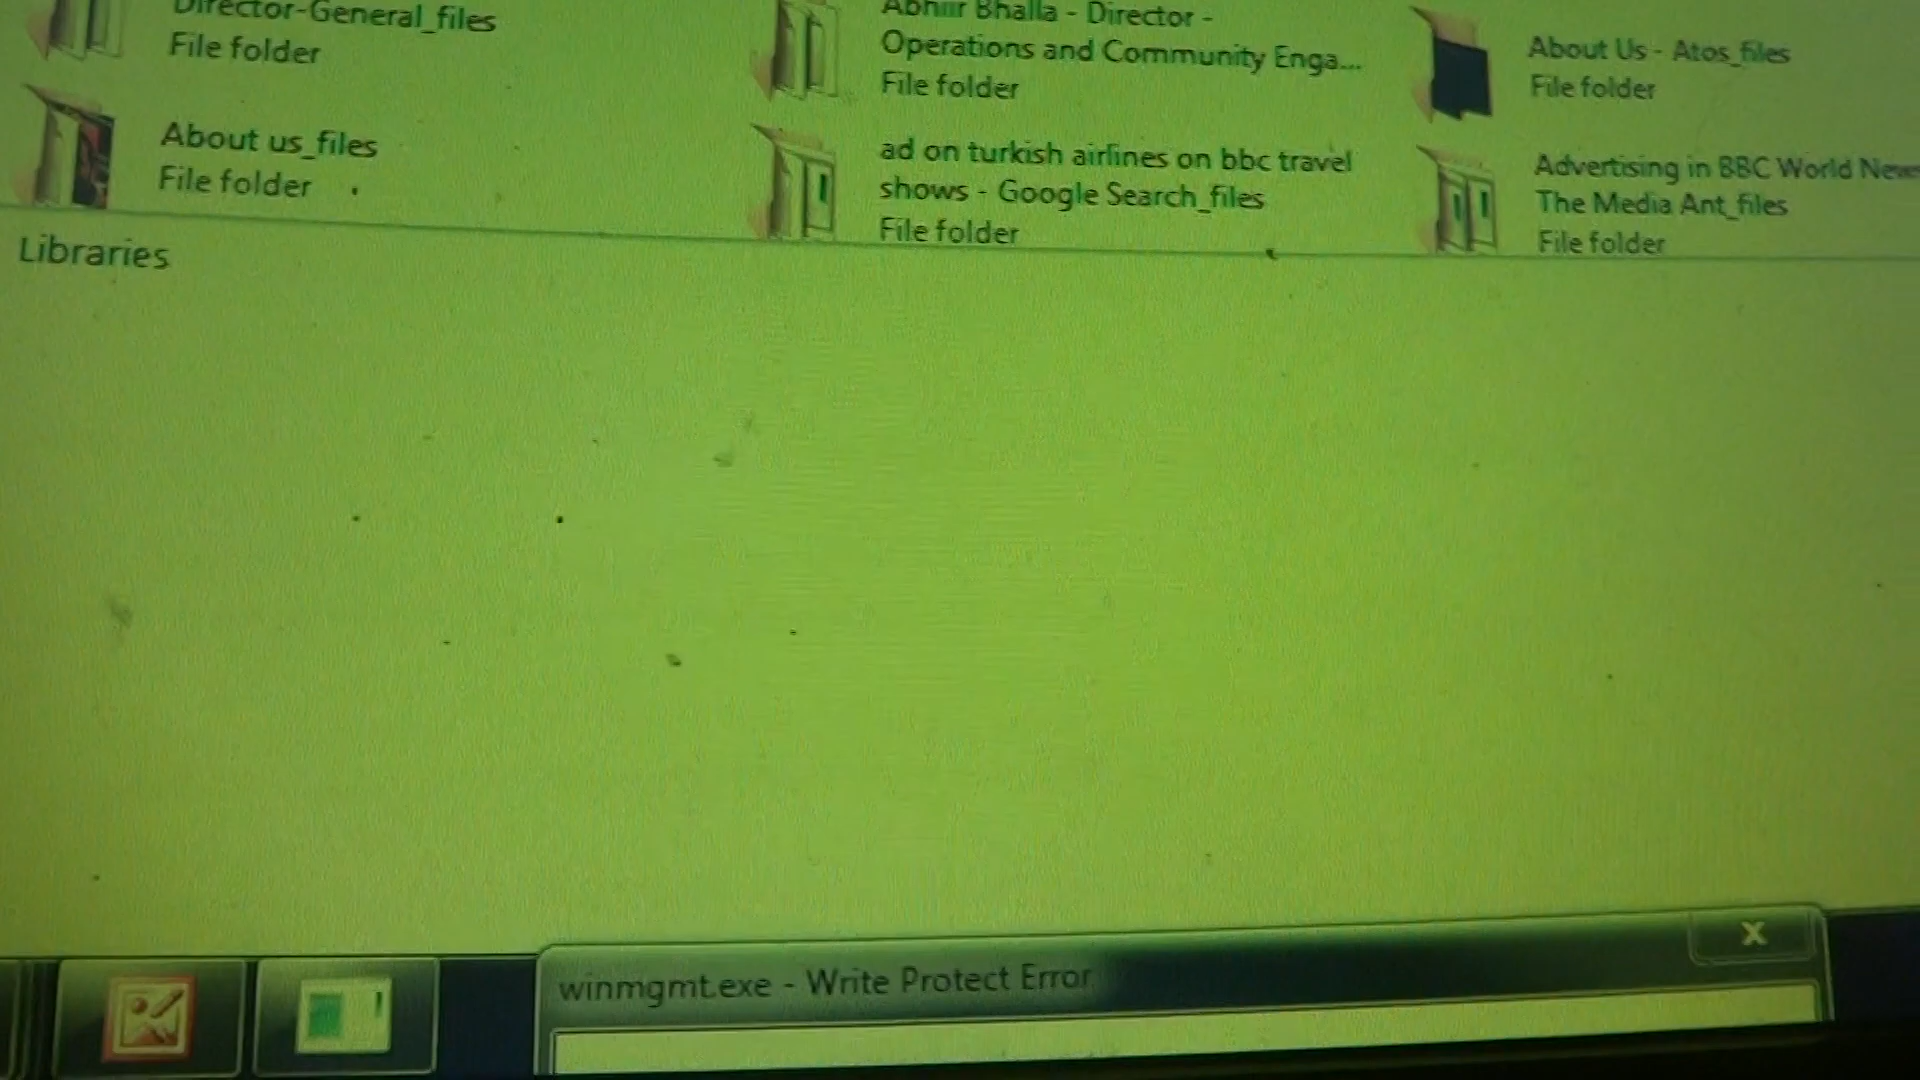 Director-General_files
File folder
Abhiir Bhalla - Director -
Operations and Community Enga...
File folder
About Us - Atos_files
File folder
About us_files
File folder
ad on turkish airlines on bbc travel
shows - Google Search_files
File folder
Advertising in BBC World News
The Media Ant_files
File folder
Libraries
winmgmt.exe - Write Protect Error
x